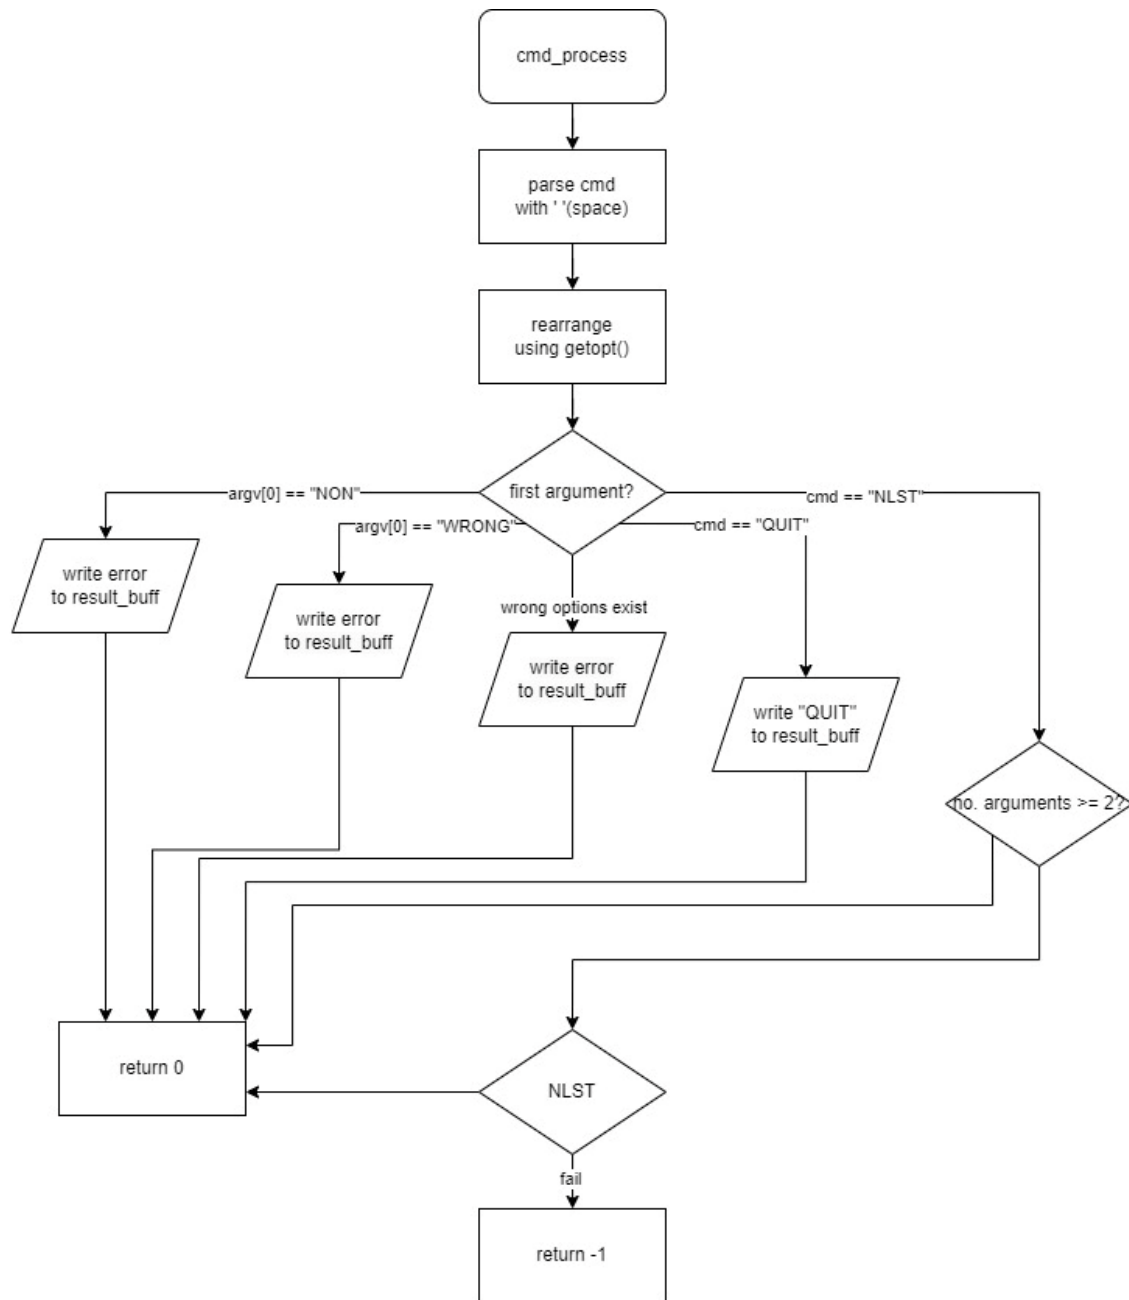 cmd_process
parse cmd
with ' '(space)
rearrange
using getopt()
first argument?
argv[0] == "NON"
cmd == "NLST"
argv[0] == "WRONG"
cmd == "QUIT"
write error
to result_buff
write error
to result_buff
wrong options exist
write error
to result_buff
write "QUIT"
to result_buff
no. arguments >= 2?
return 0
NLST
fail
return -1